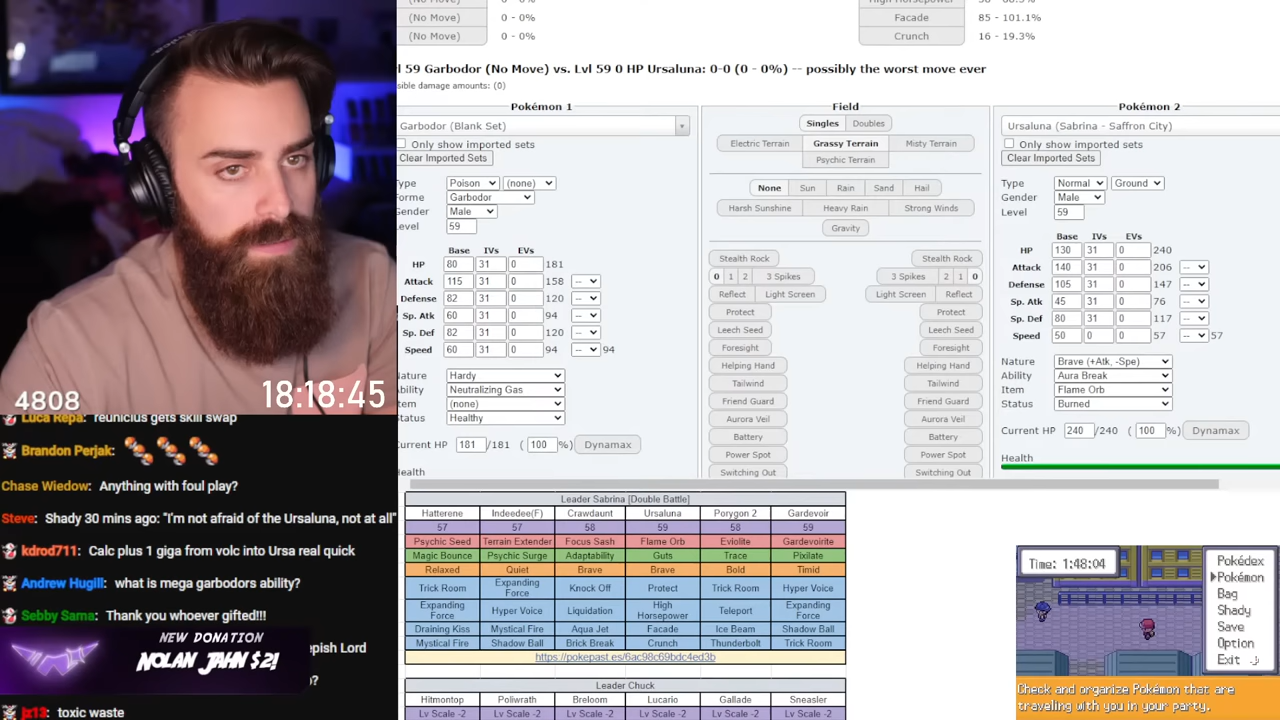 (No Move) 0 - 0%
(No Move) 0 - 0%
Facade 85 - 101.1%
(No Move) 0 - 0%
Crunch 16 - 19.3%
59 Garbodor (No Move) vs. Lvl 59 0 HP Ursaluna: 0-0 (0 - 0%) -- possibly the worst move ever
sible damage amounts: (0)
Pokémon 1
Garbodor (Blank Set)
Only show imported sets
Clear Imported Sets
Type Poison (none)
Forme Garbodor
Gender Male
Level 59
Base IVs EVs
HP 80 31 0 181
Attack 115 31 0 158 --
Defense 82 31 0 120 --
Sp. Atk 60 31 0 94 --
Sp. Def 82 31 0 120 --
Speed 60 31 0 94 -- 94
Nature Hardy
Ability Neutralizing Gas
Item (none)
Status Healthy
Current HP 181 /181 ( 100 %) Dynamax
Health
Field
Singles Doubles
Electric Terrain Grassy Terrain Misty Terrain
Psychic Terrain
None Sun Rain Sand Hail
Harsh Sunshine Heavy Rain Strong Winds
Gravity
Stealth Rock Stealth Rock
0 1 2 3 Spikes 3 Spikes 2 1 0
Reflect Light Screen Light Screen Reflect
Protect Protect
Leech Seed Leech Seed
Foresight Foresight
Helping Hand Helping Hand
Tailwind Tailwind
Friend Guard Friend Guard
Aurora Veil Aurora Veil
Battery Battery
Power Spot Power Spot
Switching Out Switching Out
Pokémon 2
Ursaluna (Sabrina - Saffron City)
Only show imported sets
Clear Imported Sets
Type Normal Ground
Forme
Gender Male
Level 59
Base IVs EVs
HP 130 31 0 240
Attack 140 31 0 206 --
Defense 105 31 0 147 --
Sp. Atk 45 31 0 76 --
Sp. Def 80 31 0 117 --
Speed 50 31 0 57 -- 57
Nature Brave (+Atk, -Spe)
Ability Aura Break
Item Flame Orb
Status Burned
Current HP 240 /240 ( 100 %) Dynamax
Health
4808
18:18:45
Luca Repa: reuniclus gets skill swap
Brandon Perjak:
Chase Wiedow: Anything with foul play?
Steve: Shady 30 mins ago: "I'm not afraid of the Ursaluna, not at all"
kdrod711: Calc plus 1 giga from volc into Ursa real quick
Andrew Hugill: what is mega garbodors ability?
Sebby Sama: Thank you whoever gifted!!!
epish Lord
NEW DONATION
NOLAN JAHN $2!
?
jz13: toxic waste
Leader Sabrina [Double Battle]
Hatterene Indeedee(F) Crawdaunt Ursaluna Porygon 2 Gardevoir
57 57 58 59 58 59
Psychic Seed Terrain Extender Focus Sash Flame Orb Eviolite Gardevoirite
Magic Bounce Psychic Surge Adaptability Guts Trace Pixilate
Relaxed Quiet Brave Brave Bold Timid
Trick Room Expanding Force Knock Off Protect Trick Room Hyper Voice
Expanding Force Hyper Voice Liquidation High Horsepower Teleport Expanding Force
Draining Kiss Mystical Fire Aqua Jet Facade Ice Beam Shadow Ball
Mystical Fire Shadow Ball Brick Break Crunch Thunderbolt Trick Room
https://pokepast.es/6ac98c69bdc4ed3b
Leader Chuck
Hitmontop Poliwrath Breloom Lucario Gallade Sneasler
Lv Scale -2 Lv Scale -2 Lv Scale -2 Lv Scale -2 Lv Scale -2 Lv Scale -2
Time: 1:48:04
Pokédex
Pokémon
Bag
Shady
Save
Option
Exit
Check and organize Pokémon that are
traveling with you in your party.